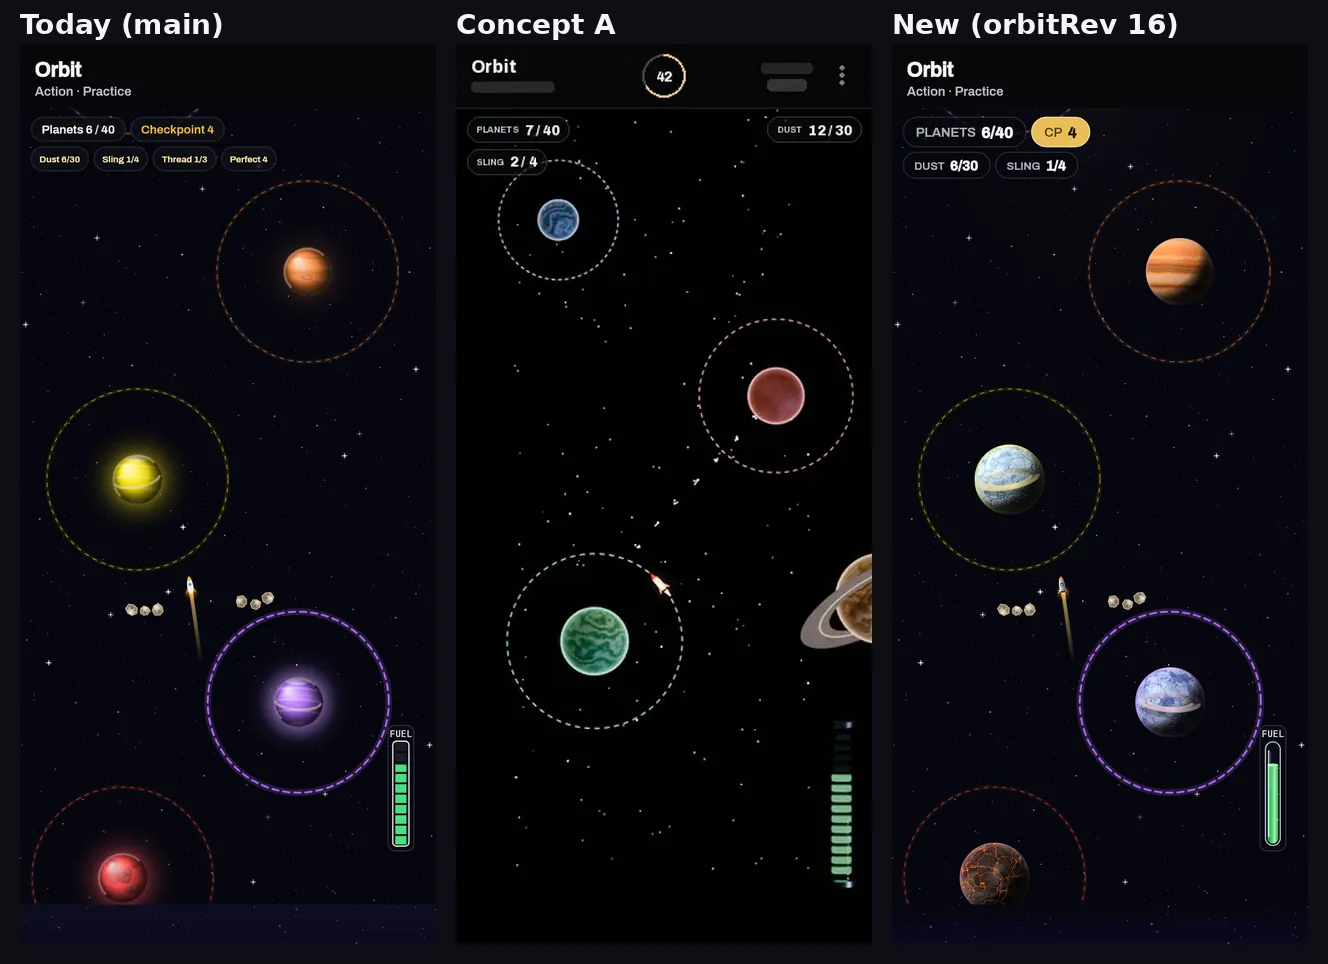 Today (main)
Orbit
Action · Practice
Planets 6 / 40
Checkpoint 4
Dust 6/30
Sling 1/4
Thread 1/3
Perfect 4
FUEL
Concept A
Orbit
42
PLANETS 7/40
DUST 12/30
SLING 2/4
New (orbitRev 16)
Orbit
Action · Practice
PLANETS 6/40
CP 4
DUST 6/30
SLING 1/4
FUEL